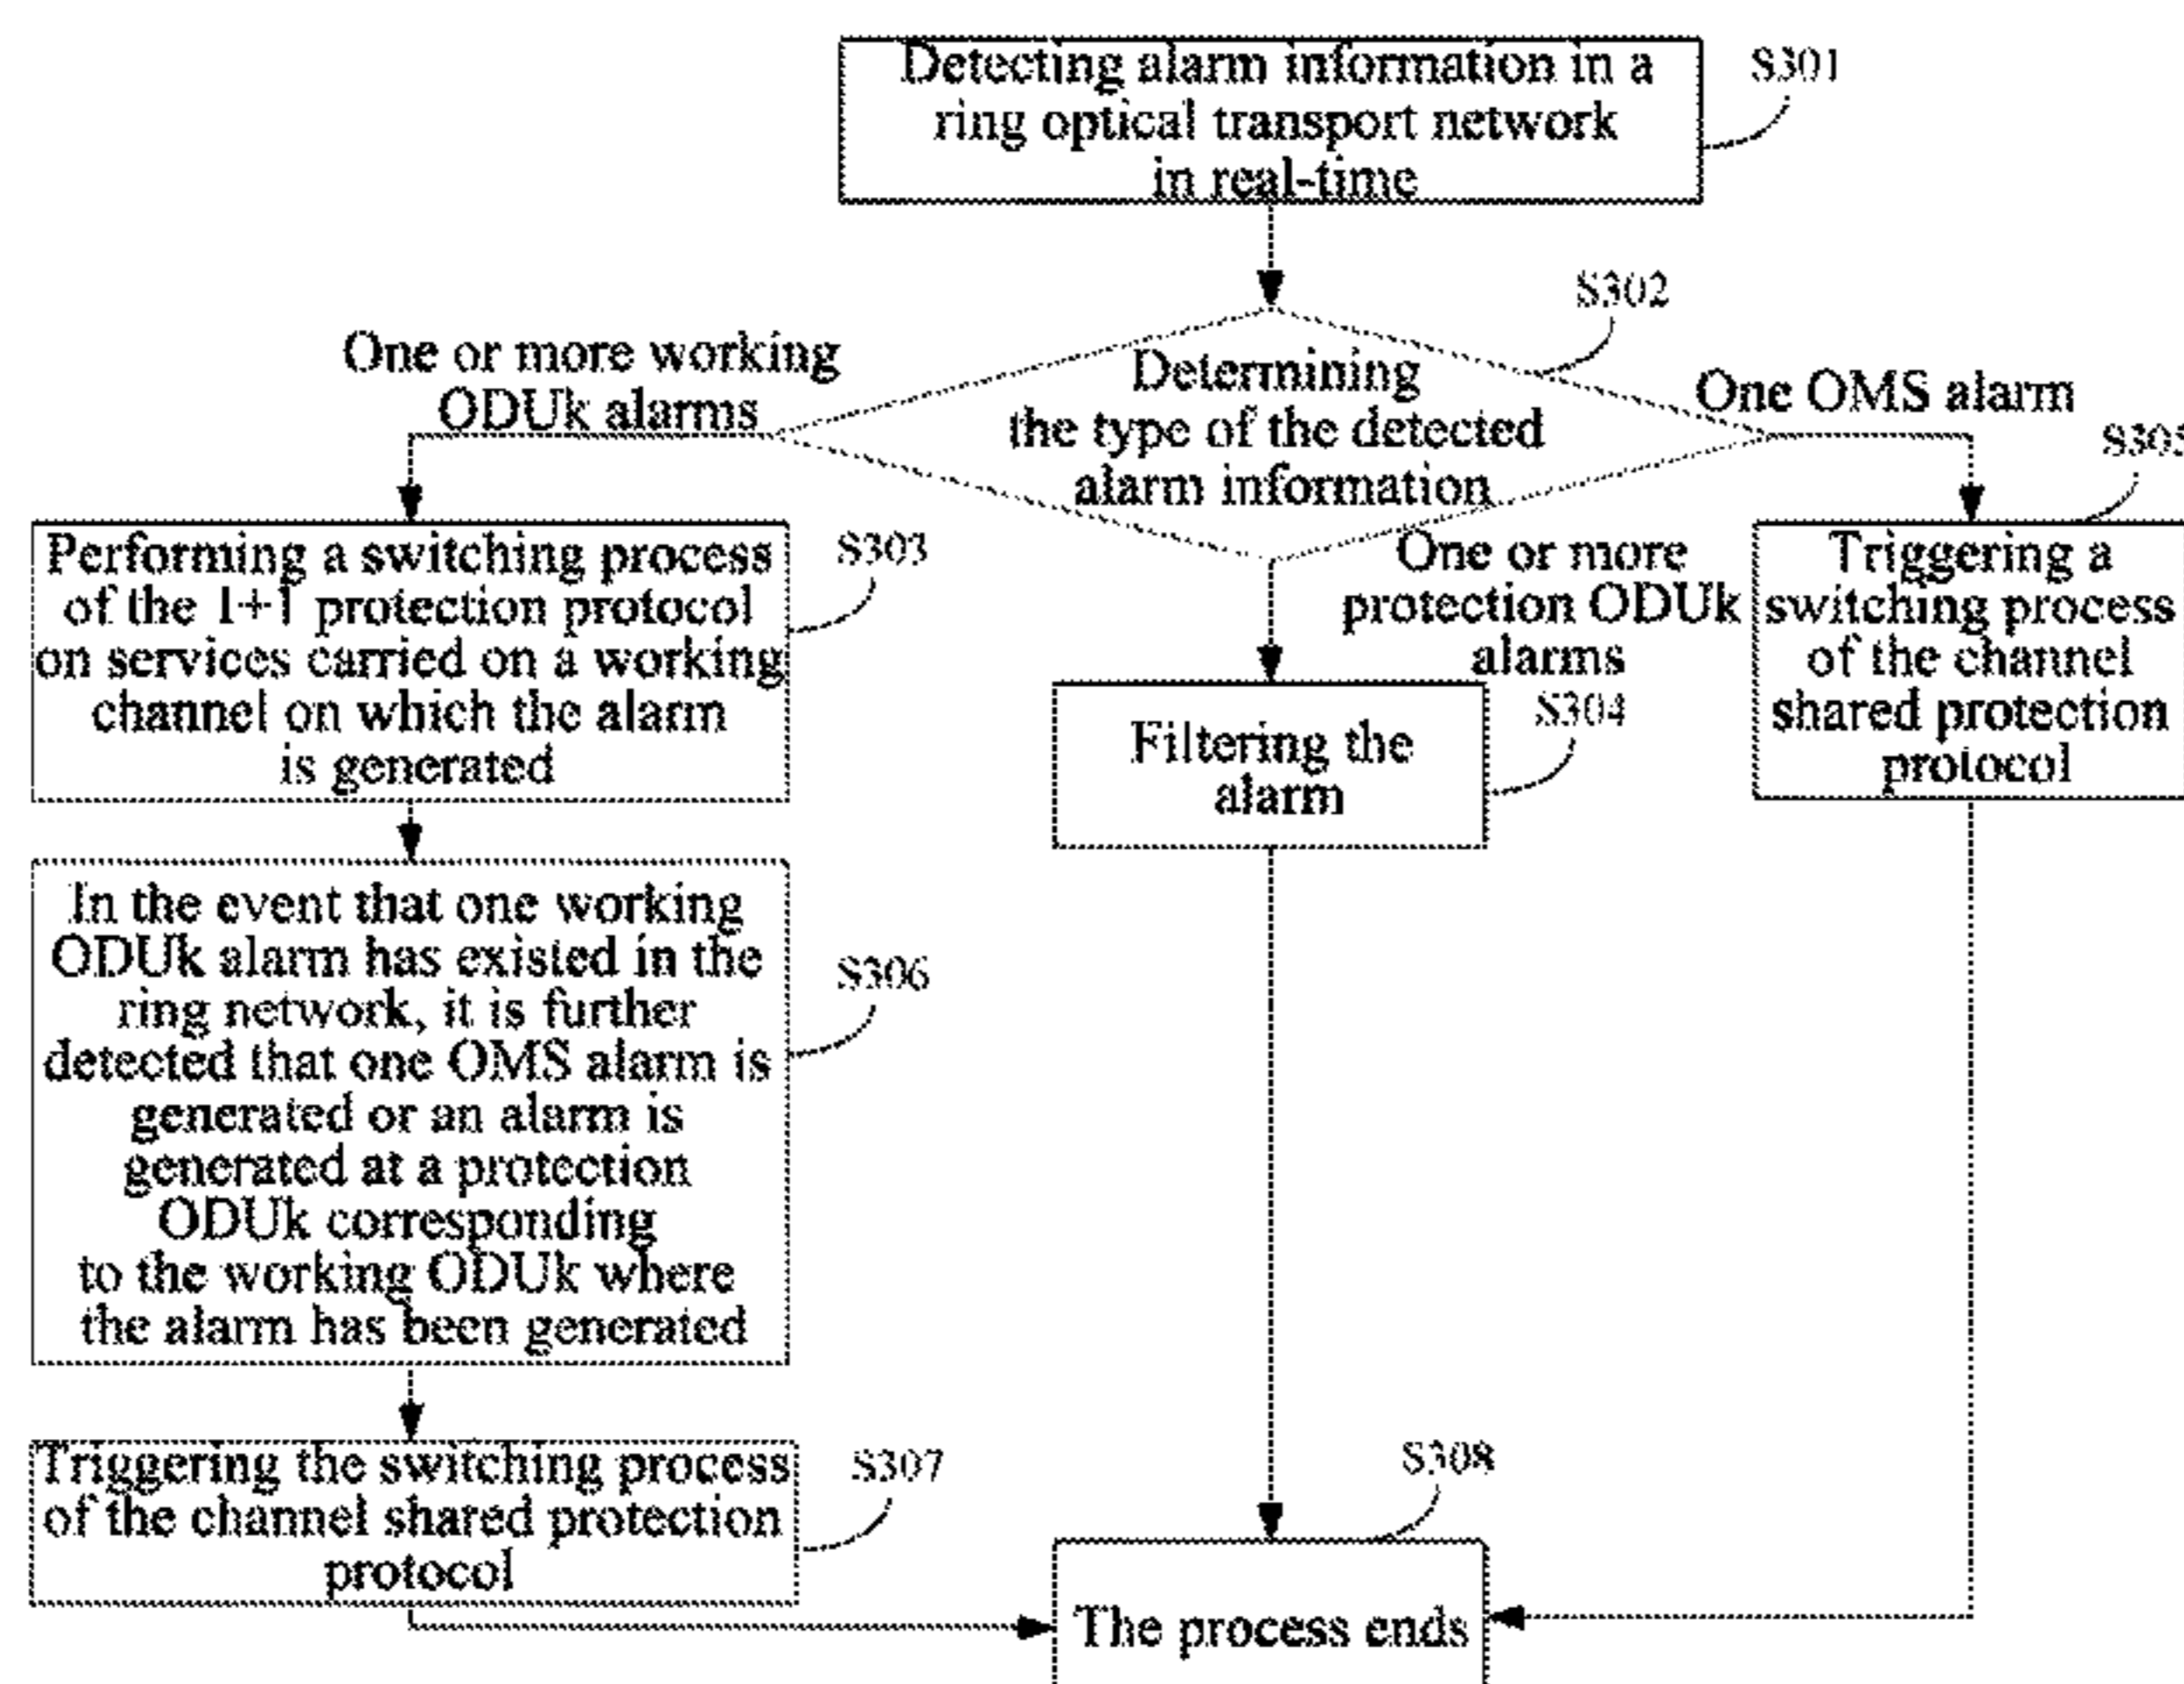 Detecting alarm information in a
ring optical transport network
in real-time
S301
S302
Determining
the type of the detected
alarm information
One or more working
ODUk alarms
One OMS alarm
S305
One or more
protection ODUk
alarms
Performing a switching process
of the 1+1 protection protocol
on services carried on a working
channel on which the alarm
is generated
S303
Filtering the
alarm
S304
Triggering a
switching process
of the channel
shared protection
protocol
In the event that one working
ODUk alarm has existed in the
ring network, it is further
detected that one OMS alarm is
generated or an alarm is
generated at a protection
ODUk corresponding
to the working ODUk where
the alarm has been generated
S306
Triggering the switching process
of the channel shared protection
protocol
S307
S308
The process ends